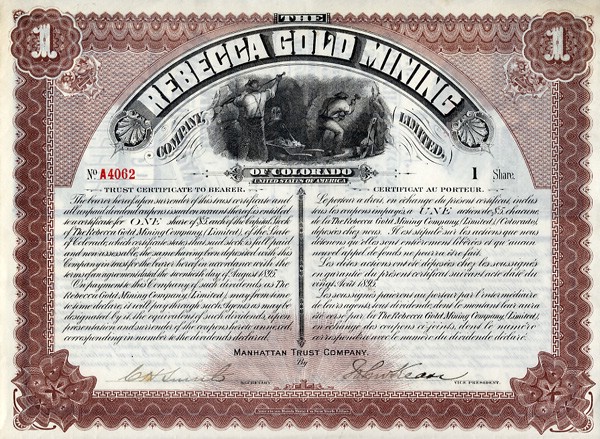 THE
1
1
REBECCA GOLD MINING
COMPANY,
LIMITED,
OF COLORADO
UNITED STATES OF AMERICA
No A4062
1 Share.
TRUST CERTIFICATE TO BEARER.
The bearer hereof upon surrender of this trust certificate and
all unpaid dividend coupons issued on account thereof, is entitled
to a certificate for ONE share of $5 each of the Capital Stock
of The Rebecca Gold Mining Company (Limited), of the State
of Colorado, which certificate states that said stock is full paid
and non-assessable, the same having been deposited with this
Company in trust for the bearer hereof in accordance with the
terms of an agreement dated the twentieth day of August 1895.
On payment to this Company of such dividends, as The
Rebecca Gold Mining Company (Limited), may from time
to time declare, it will pay through such Agencies as may be
designated by it the equivalent of such dividends, upon
presentation and surrender of the coupons hereto annexed,
corresponding in number to the dividend declared.
CERTIFICAT AU PORTEUR.
Le porteur a droit, en échange du présent certificat, inclus
tous les coupons impayés, à UNE action de $5 chacune
de The Rebecca Gold Mining Company (Limited) Colorado,
déposées chez nous. Il est stipulé sur les actions que nous
détenons qu'elles sont entièrement libérées et qu'aucun
nouvel appel de fonds ne pourra être fait.
Les dites actions ont été déposées chez les soussignés
en garantie du présent certificat suivant acte daté du
vingt Août 1895.
Les soussignés payeront au porteur par l'intermédiaire
de leurs agents tout dividende, dont le montant leur aura
été versé par la The Rebecca Gold Mining Company (Limited)
en échange des coupons ci-joints, dont le numéro
correspondra avec le numéro du dividende déclaré.
MANHATTAN TRUST COMPANY.
By
SECRETARY.
VICE PRESIDENT.